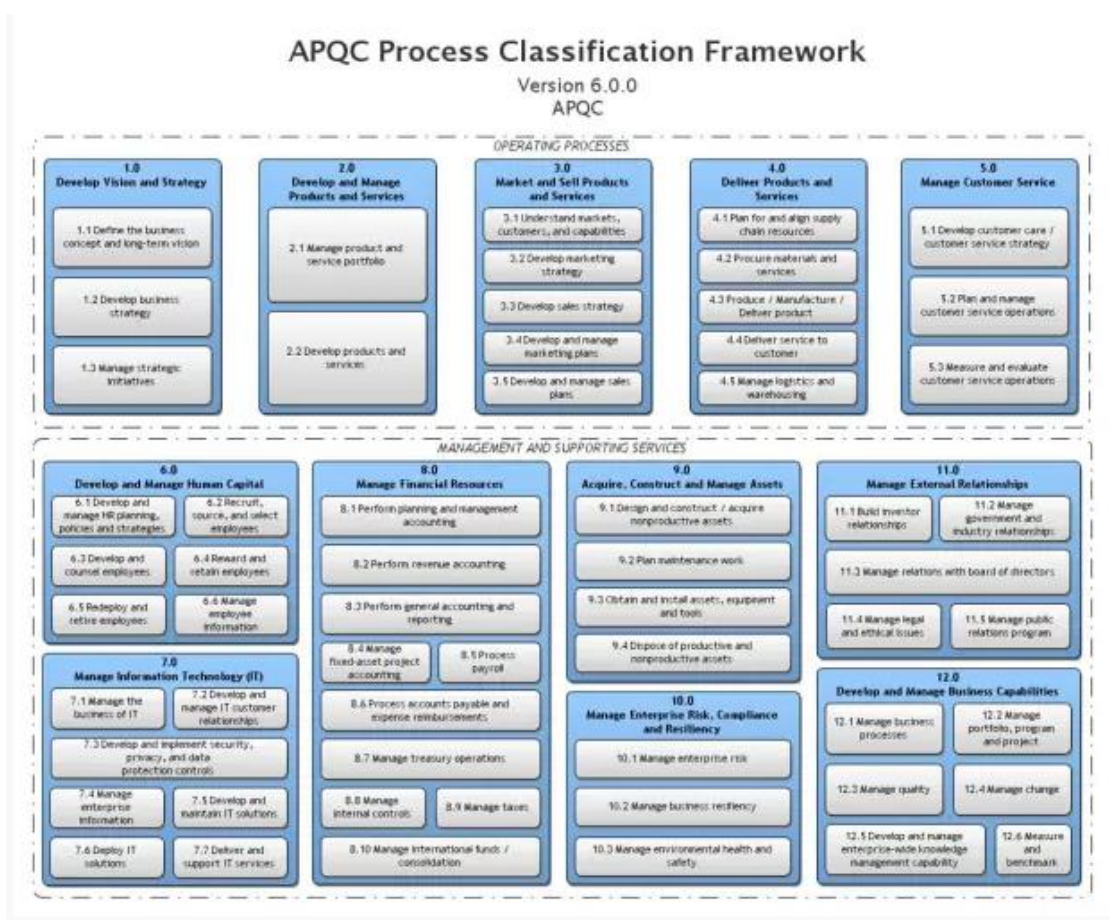 APQC Process Classification Framework
Version 6.0.0
APQC
OPERATING PROCESSES
1.0
Develop Vision and Strategy
1.1 Define the business
concept and long-term vision
1.2 Develop business
strategy
1.3 Manage strategic
initiatives
2.0
Develop and Manage
Products and Services
2.1 Manage product and
service portfolio
2.2 Develop products and
services
3.0
Market and Sell Products
and Services
3.1 Understand markets,
customers, and capabilities
3.2 Develop marketing
strategy
3.3 Develop sales strategy
3.4 Develop and manage
marketing plans
3.5 Develop and manage sales
plans
4.0
Deliver Products and
Services
4.1 Plan for and align supply
chain resources
4.2 Procure materials and
services
4.3 Produce / Manufacture /
Deliver product
4.4 Deliver service to
customer
4.5 Manage logistics and
warehousing
5.0
Manage Customer Service
5.1 Develop customer care /
customer service strategy
5.2 Plan and manage
customer service operations
5.3 Measure and evaluate
customer service operations
MANAGEMENT AND SUPPORTING SERVICES
6.0
Develop and Manage Human Capital
6.1 Develop and
manage HR planning,
policies and strategies
6.2 Recruit,
source, and select
employees
6.3 Develop and
counsel employees
6.4 Reward and
retain employees
6.5 Redeploy and
retire employees
6.6 Manage
employee
information
7.0
Manage Information Technology (IT)
7.1 Manage the
business of IT
7.2 Develop and
manage IT customer
relationships
7.3 Develop and implement security,
privacy, and data
protection controls
7.4 Manage
enterprise
information
7.5 Develop and
maintain IT solutions
7.6 Deploy IT
solutions
7.7 Deliver and
support IT services
8.0
Manage Financial Resources
8.1 Perform planning and management
accounting
8.2 Perform revenue accounting
8.3 Perform general accounting and
reporting
8.4 Manage
fixed-asset project
accounting
8.5 Process
payroll
8.6 Process accounts payable and
expense reimbursements
8.7 Manage treasury operations
8.8 Manage
internal controls
8.9 Manage taxes
8.10 Manage international funds /
consolidation
9.0
Acquire, Construct and Manage Assets
9.1 Design and construct / acquire
nonproductive assets
9.2 Plan maintenance work
9.3 Obtain and install assets, equipment
and tools
9.4 Dispose of productive and
nonproductive assets
10.0
Manage Enterprise Risk, Compliance
and Resiliency
10.1 Manage enterprise risk
10.2 Manage business resiliency
10.3 Manage environmental health and
safety
11.0
Manage External Relationships
11.1 Build investor
relationships
11.2 Manage
government and
industry relationships
11.3 Manage relations with board of directors
11.4 Manage legal
and ethical issues
11.5 Manage public
relations program
12.0
Develop and Manage Business Capabilities
12.1 Manage business
processes
12.2 Manage
portfolio, program
and project
12.3 Manage quality
12.4 Manage change
12.5 Develop and manage
enterprise-wide knowledge
management capability
12.6 Measure
and
benchmark